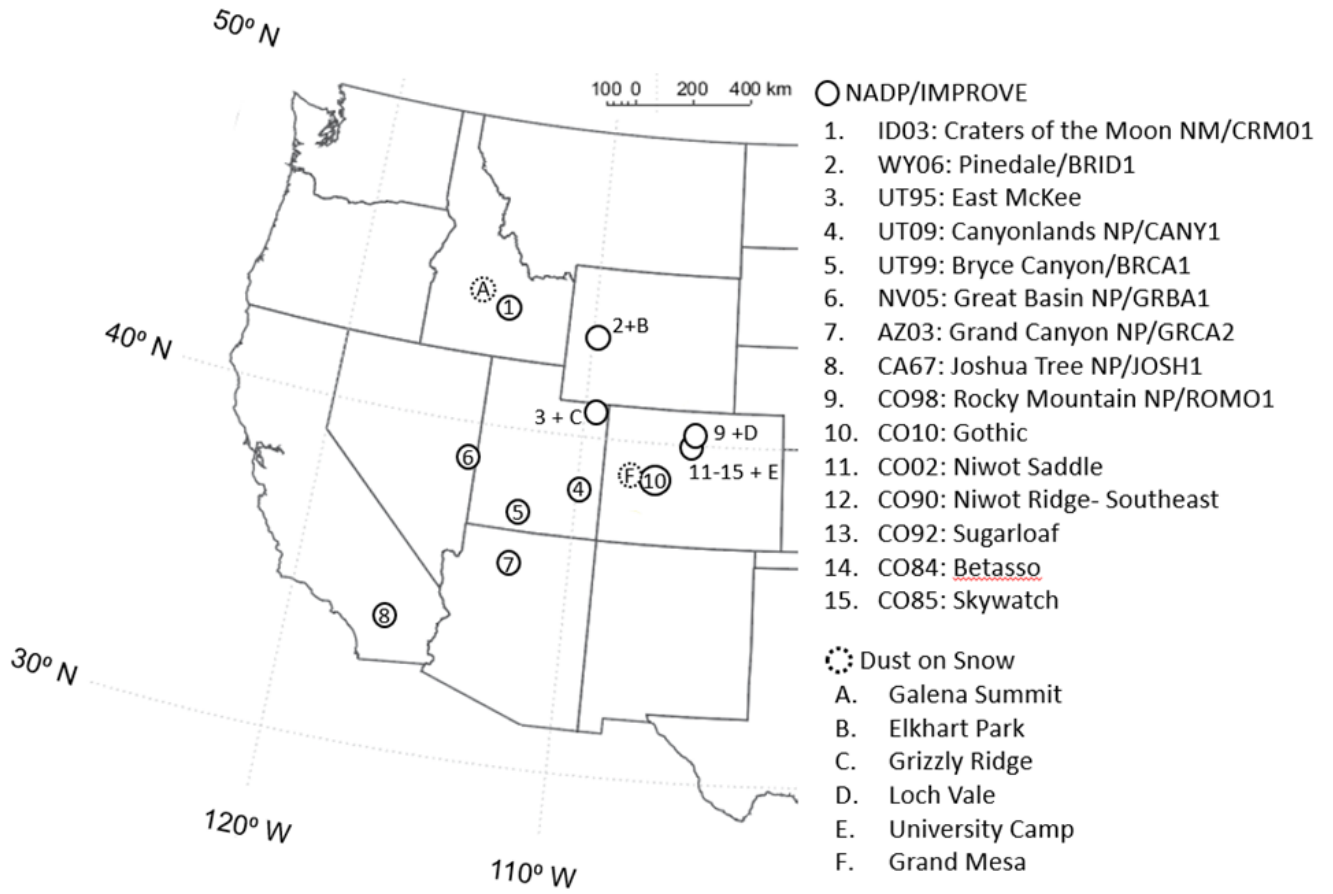 50º N
100 0 200 400 km
40º N
30º N
120º W
110º W
A
1
2+B
3 + C
9 +D
11-15 + E
6
F
10
4
5
7
8
NADP/IMPROVE
1. ID03: Craters of the Moon NM/CRM01
2. WY06: Pinedale/BRID1
3. UT95: East McKee
4. UT09: Canyonlands NP/CANY1
5. UT99: Bryce Canyon/BRCA1
6. NV05: Great Basin NP/GRBA1
7. AZ03: Grand Canyon NP/GRCA2
8. CA67: Joshua Tree NP/JOSH1
9. CO98: Rocky Mountain NP/ROMO1
10. CO10: Gothic
11. CO02: Niwot Saddle
12. CO90: Niwot Ridge- Southeast
13. CO92: Sugarloaf
14. CO84: Betasso
15. CO85: Skywatch
Dust on Snow
A. Galena Summit
B. Elkhart Park
C. Grizzly Ridge
D. Loch Vale
E. University Camp
F. Grand Mesa